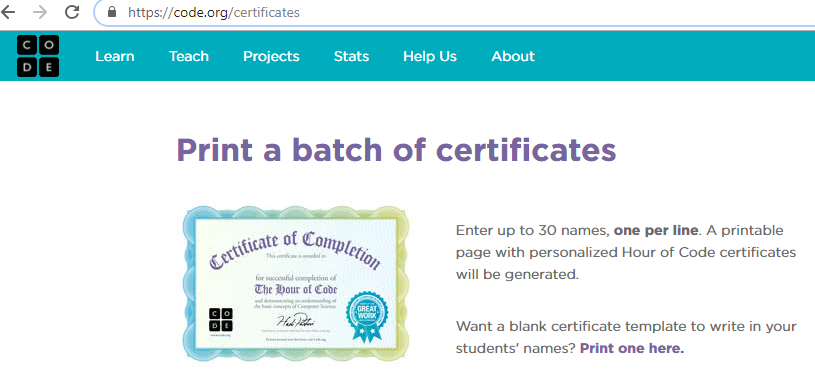 https://code.org/certificates
C O
D E
Learn Teach Projects Stats Help Us About
Print a batch of certificates
Certificate of Completion
This certificate is awarded to
for successful completion of
The Hour of Code
and demonstrating an understanding of
the basic concepts of Computer Science.
C O
D E
GREAT
WORK
Enter up to 30 names, one per line. A printable
page with personalized Hour of Code certificates
will be generated.
Want a blank certificate template to write in your
students' names? Print one here.